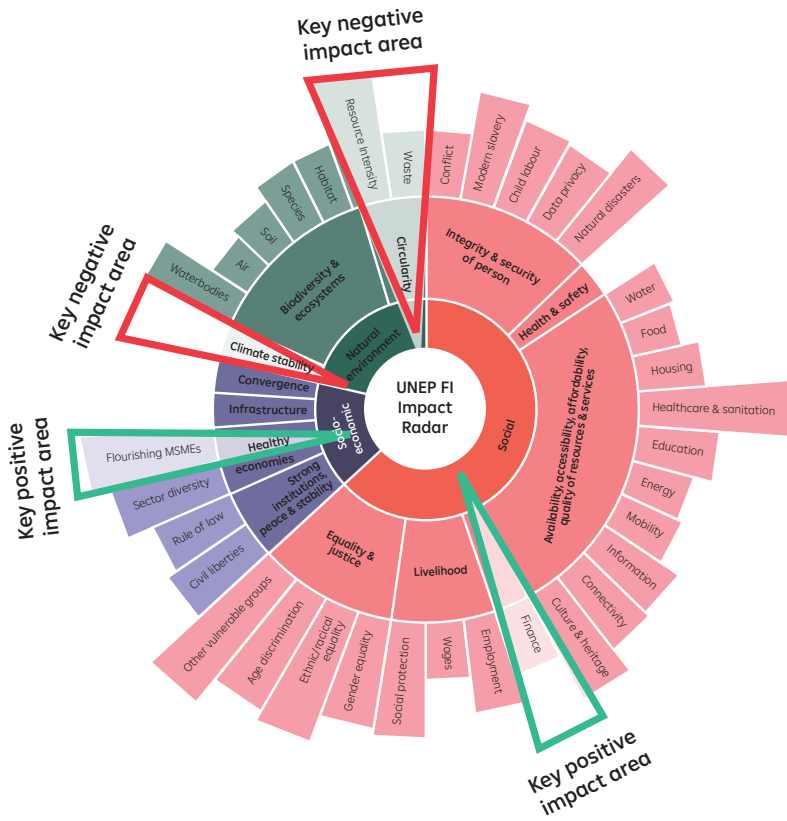 Key negative
impact area
Key negative
impact area
Key positive
impact area
Key positive
impact area
UNEP FI
Impact
Radar
Natural
environment
Circularity
Resource Intensity
Waste
Biodiversity &
ecosystems
Habitat
Species
Soil
Air
Waterbodies
Climate stability
Social
Integrity & security
of person
Conflict
Modern slavery
Child labour
Data privacy
Natural disasters
Health & safety
Availability, accessibility, affordability,
quality of resources & services
Water
Food
Housing
Healthcare & sanitation
Education
Energy
Mobility
Information
Connectivity
Culture & heritage
Finance
Livelihood
Employment
Wages
Social protection
Equality &
justice
Gender equality
Ethnic/racical
equality
Age discrimination
Other vulnerable groups
Socio-
economic
Strong
institutions,
peace & stability
Civil liberties
Rule of law
Healthy
economies
Sector diversity
Flourishing MSMEs
Infrastructure
Convergence